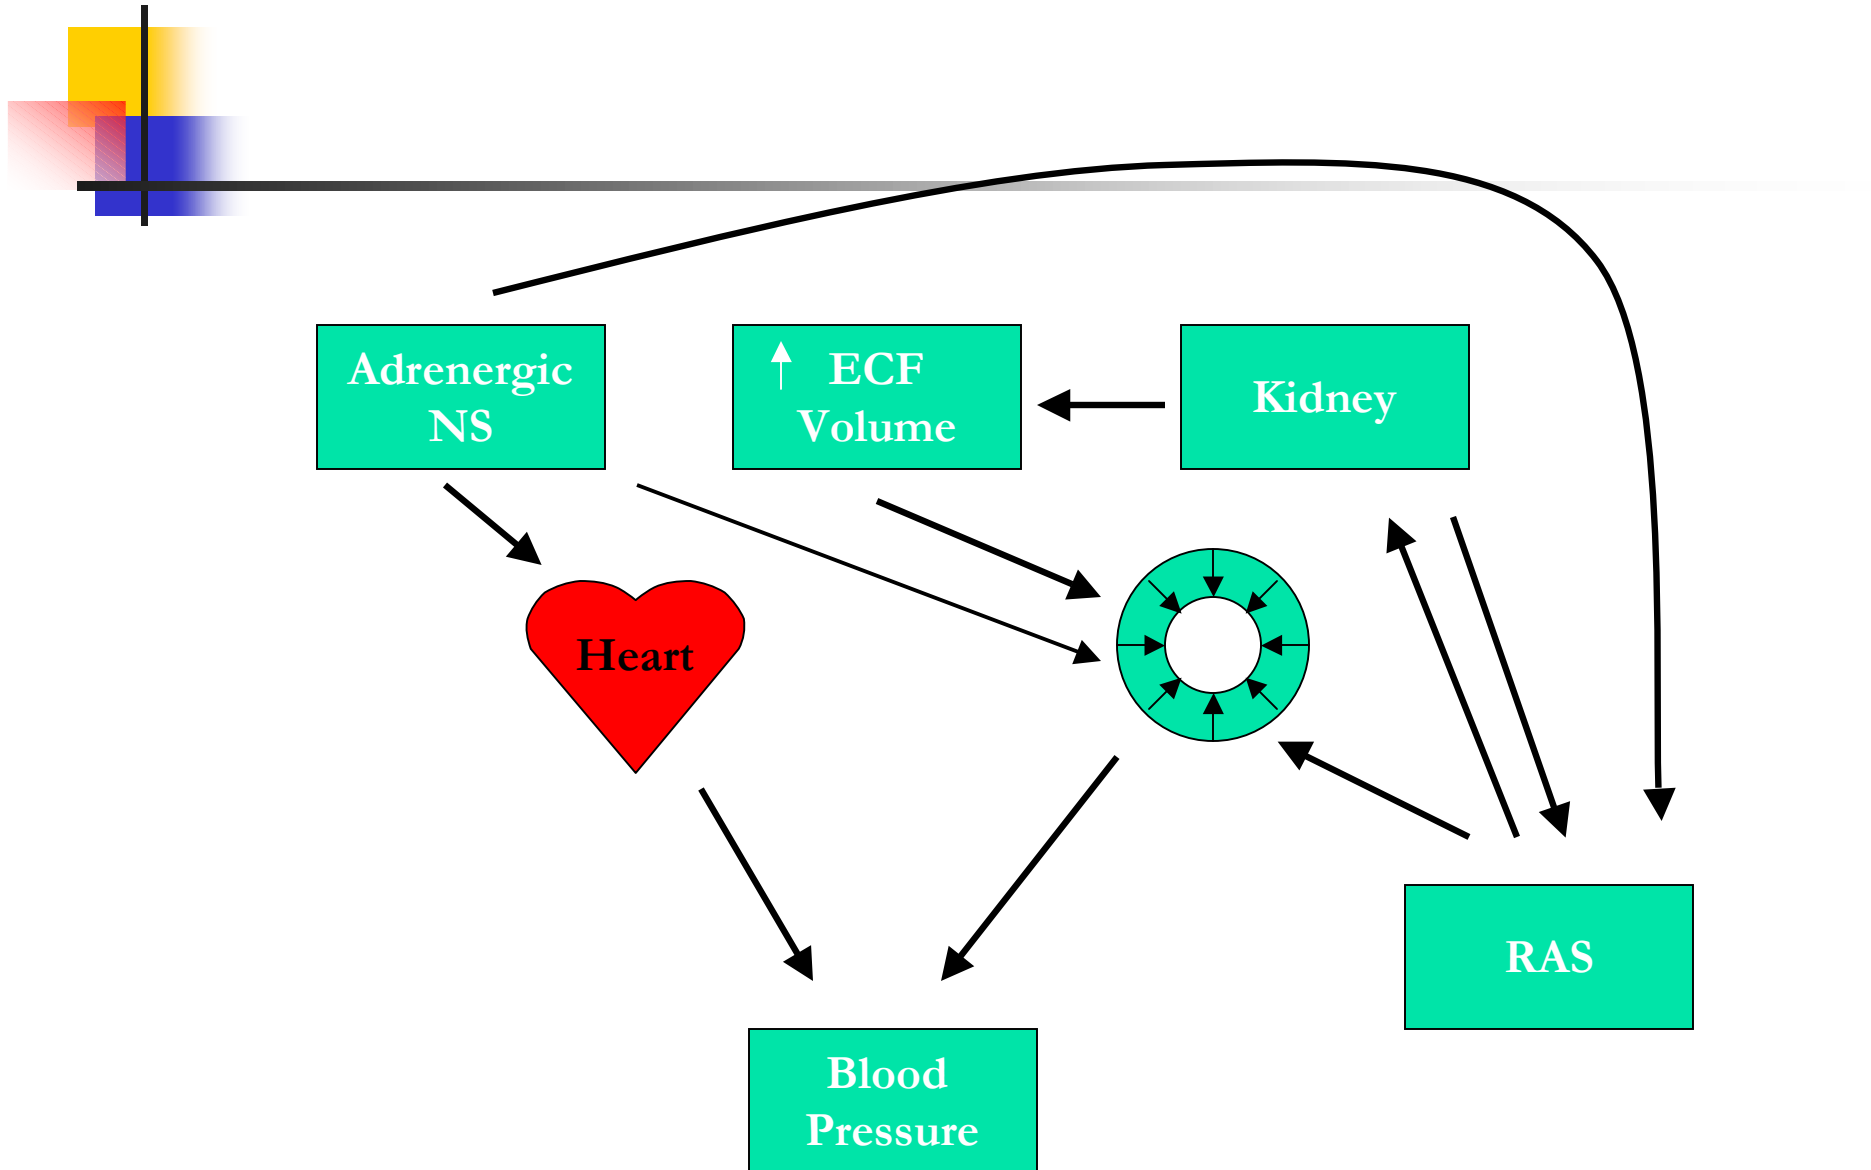 Adrenergic
NS
ECF
Volume
Kidney
Heart
RAS
Blood
Pressure